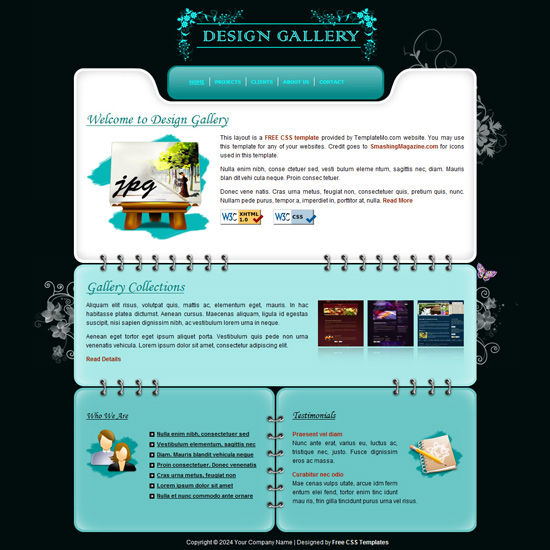 DESIGN GALLERY
HOME PROJECTS CLIENTS ABOUT US CONTACT
Welcome to Design Gallery
This layout is a FREE CSS template provided by TemplateMo.com website. You may use
this template for any of your websites. Credit goes to SmashingMagazine.com for icons
used in this template.
Nulla enim nibh, conse ctetuer sed, vesti bulum eleme ntum, sagittis nec, diam. Mauris
blan dit vehi cula neque. Proin consec tetuer.
Donec vene natis. Cras urna metus, feugiat non, consectetuer quis, pretium quis, nunc.
Nullam pede purus, tempor a, imperdiet in, porttitor at, nulla. Read More
jpg
W3C XHTML 1.0
W3C CSS
Gallery Collections
Aliquam elit risus, volutpat quis, mattis ac, elementum eget, mauris. In hac
habitasse platea dictumst. Aenean cursus. Maecenas aliquam, ligula id egestas
suscipit, nisi sapien dignissim nibh, ac vestibulum lorem urna in neque.
Aenean eget tortor eget ipsum aliquet porta. Vestibulum quis pede non urna
venenatis vehicula. Lorem ipsum dolor sit amet, consectetur adipiscing elit.
Read Details
Who We Are
Nulla enim nibh, consectetuer sed
Vestibulum elementum, sagittis nec
Diam. Mauris blandit vehicula neque
Proin consectetuer. Donec venenatis
Cras urna metus, feugiat non
Lorem ipsum dolor sit amet
Nulla et nunc commodo ante ornare
Testimonials
Praesent vel diam
Nunc ante erat, varius eu, luctus ac,
tristique nec, justo. Fusce dignissim
eros ac massa.
Curabitur nec odio
Mae cenas vulps utate, arcue idm ferm
entum elei fend, tortor enim tinc idunt
mau ris, frin gilla tincidunt purus urna vel risus.
Copyright © 2024 Your Company Name | Designed by Free CSS Templates